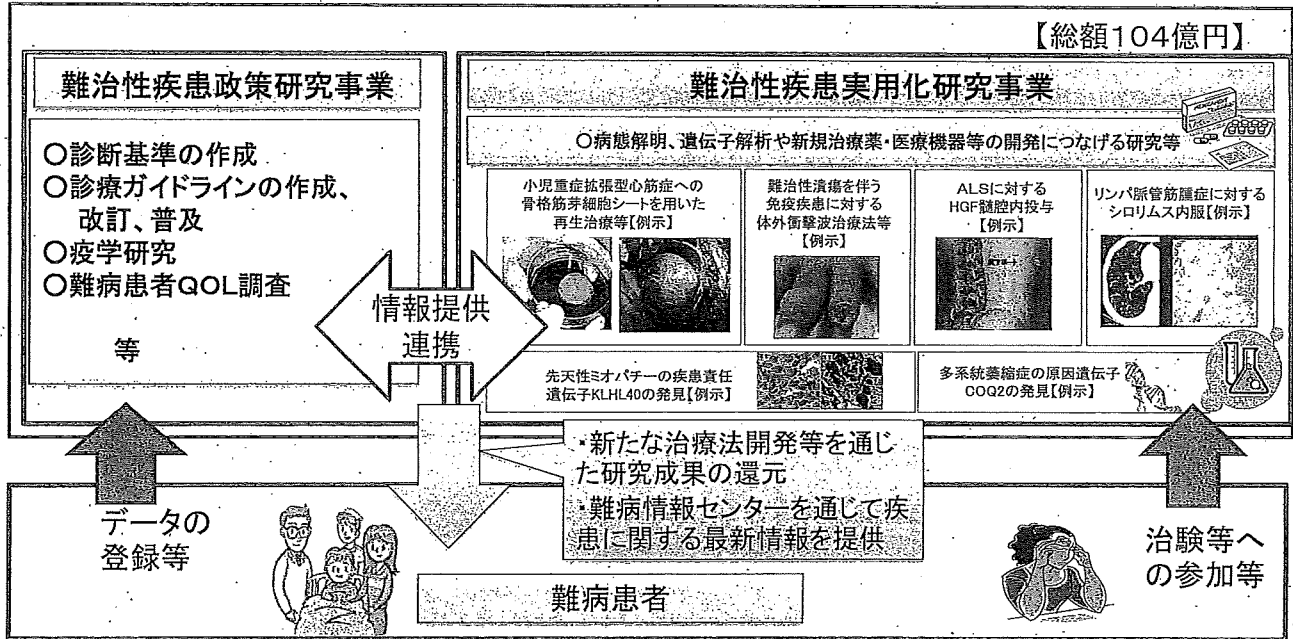 【総額104億円】
難治性疾患政策研究事業
○診断基準の作成
○診療ガイドラインの作成、
改訂、普及
○疫学研究
○難病患者QOL調査
等
情報提供
連携
難治性疾患実用化研究事業
○病態解明、遺伝子解析や新規治療薬・医療機器等の開発につなげる研究等
小児重症拡張型心筋症への
骨格筋芽細胞シートを用いた
再生治療等【例示】
難治性潰瘍を伴う
免疫疾患に対する
体外衝撃波治療法等
【例示】
ALSに対する
HGF髄腔内投与
【例示】
リンパ脈管筋腫症に対する
シロリムス内服【例示】
先天性ミオパチーの疾患責任
遺伝子KLHL40の発見【例示】
多系統萎縮症の原因遺伝子
COQ2の発見【例示】
・新たな治療法開発等を通じ
た研究成果の還元
・難病情報センターを通じて疾
患に関する最新情報を提供
データの
登録等
難病患者
治験等へ
の参加等